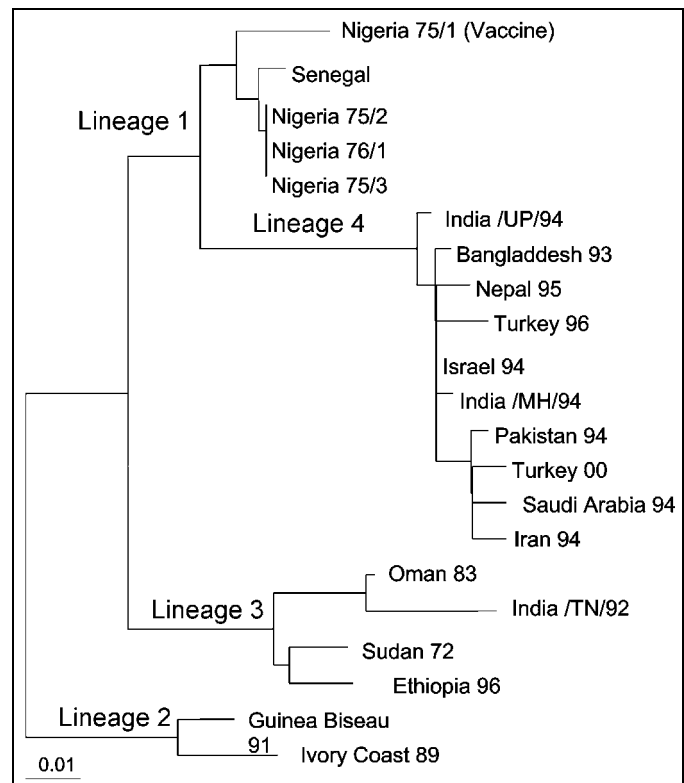 Nigeria 75/1 (Vaccine)
Senegal
Lineage 1
Nigeria 75/2
Nigeria 76/1
Nigeria 75/3
Lineage 4
India /UP/94
Bangladdesh 93
Nepal 95
Turkey 96
Israel 94
India /MH/94
Pakistan 94
Turkey 00
Saudi Arabia 94
Iran 94
Oman 83
Lineage 3
India /TN/92
Sudan 72
Ethiopia 96
Lineage 2
Guinea Biseau
91
Ivory Coast 89
0.01